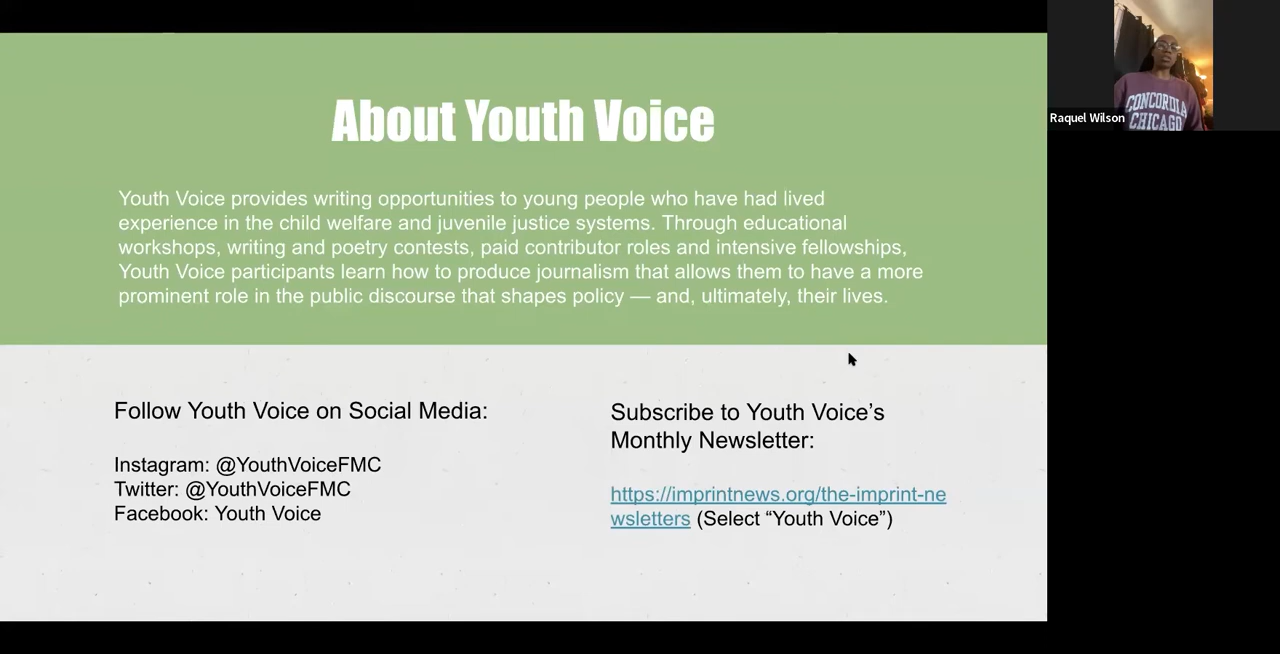 About Youth Voice
Youth Voice provides writing opportunities to young people who have had lived
experience in the child welfare and juvenile justice systems. Through educational
workshops, writing and poetry contests, paid contributor roles and intensive fellowships,
Youth Voice participants learn how to produce journalism that allows them to have a more
prominent role in the public discourse that shapes policy — and, ultimately, their lives.
Follow Youth Voice on Social Media:
Instagram: @YouthVoiceFMC
Twitter: @YouthVoiceFMC
Facebook: Youth Voice
Subscribe to Youth Voice’s
Monthly Newsletter:
https://imprintnews.org/the-imprint-ne
wsletters (Select “Youth Voice”)
CONCORDIA
CHICAGO
Raquel Wilson